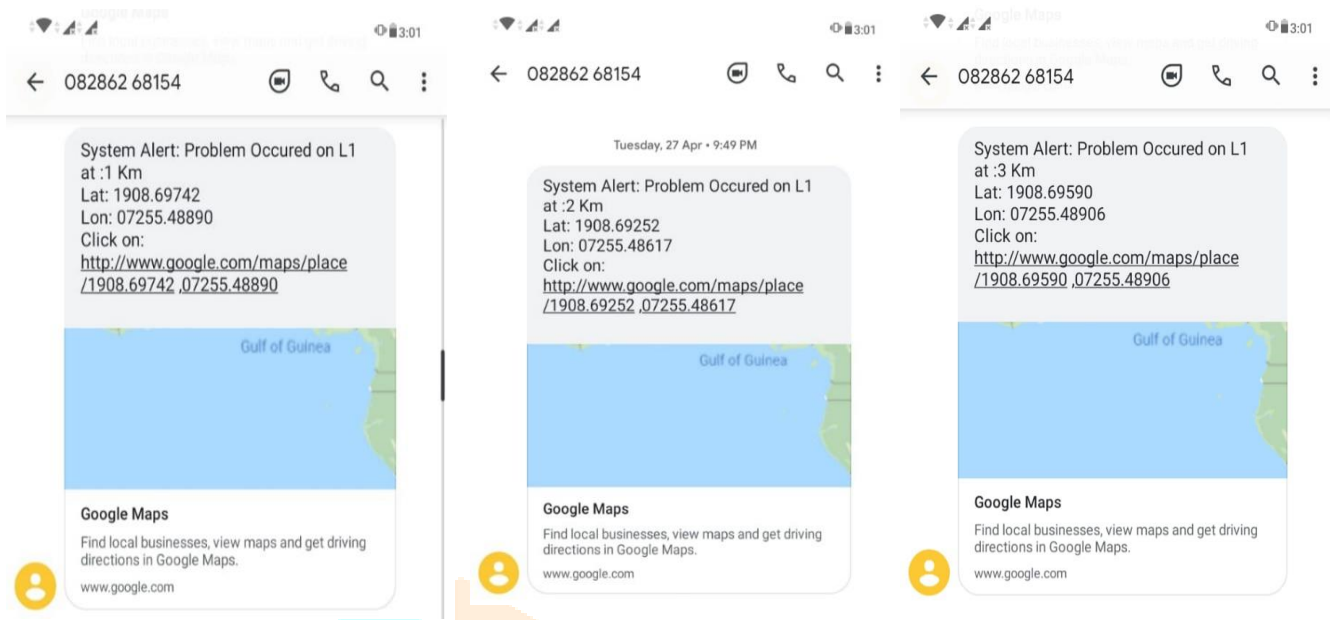 3:01
082862 68154
System Alert: Problem Occured on L1
at :1 Km
Lat: 1908.69742
Lon: 07255.48890
Click on:
http://www.google.com/maps/place
/1908.69742 ,07255.48890
Gulf of Guinea
Google Maps
Find local businesses, view maps and get driving
directions in Google Maps.
www.google.com
3:01
082862 68154
Tuesday, 27 Apr • 9:49 PM
System Alert: Problem Occured on L1
at :2 Km
Lat: 1908.69252
Lon: 07255.48617
Click on:
http://www.google.com/maps/place
/1908.69252 ,07255.48617
Gulf of Guinea
Google Maps
Find local businesses, view maps and get driving
directions in Google Maps.
www.google.com
Google Maps
3:01
082862 68154
System Alert: Problem Occured on L1
at :3 Km
Lat: 1908.69590
Lon: 07255.48906
Click on:
http://www.google.com/maps/place
/1908.69590 ,07255.48906
Gulf of Guinea
Google Maps
Find local businesses, view maps and get driving
directions in Google Maps.
www.google.com